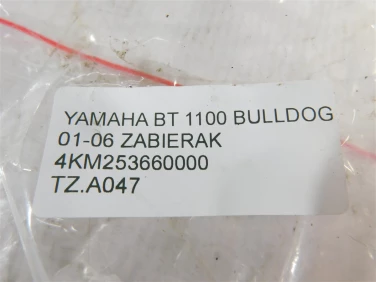 YAMAHA BT 1100 BULLDOG
01-06 ZABIERAK
4KM253660000
TZ.A047